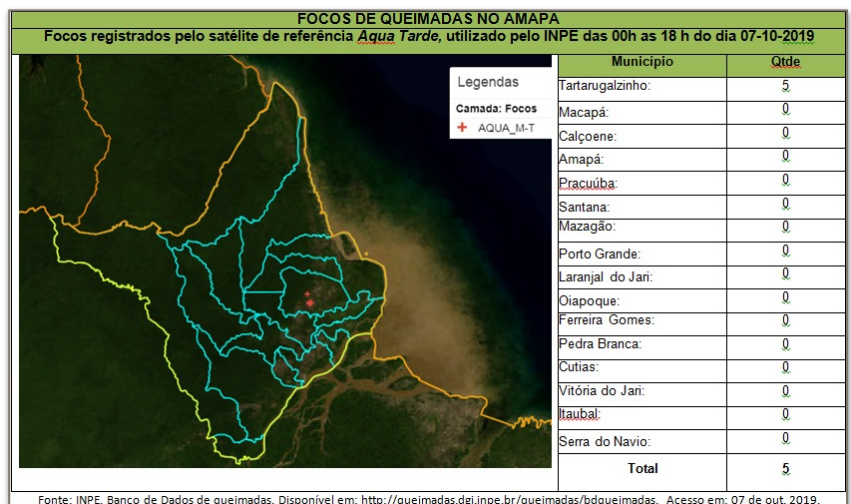 FOCOS DE QUEIMADAS NO AMAPA
Focos registrados pelo satélite de referência Aqua Tarde, utilizado pelo INPE das 00h as 18 h do dia 07-10-2019
Legendas
Camada: Focos
AQUA_M-T
Município Qtde
Tartarugalzinho: 5
Macapá: 0
Calçoene: 0
Amapá: 0
Pracuúba: 0
Santana: 0
Mazagão: 0
Porto Grande: 0
Laranjal do Jari: 0
Oiapoque: 0
Ferreira Gomes: 0
Pedra Branca: 0
Cutias: 0
Vitória do Jari: 0
Itaubal: 0
Serra do Navio: 0
Total 5
Fonte: INPE. Banco de Dados de queimadas. Disponível em: http://queimadas.dgi.inpe.br/queimadas/bdqueimadas. Acesso em: 07 de out. 2019.